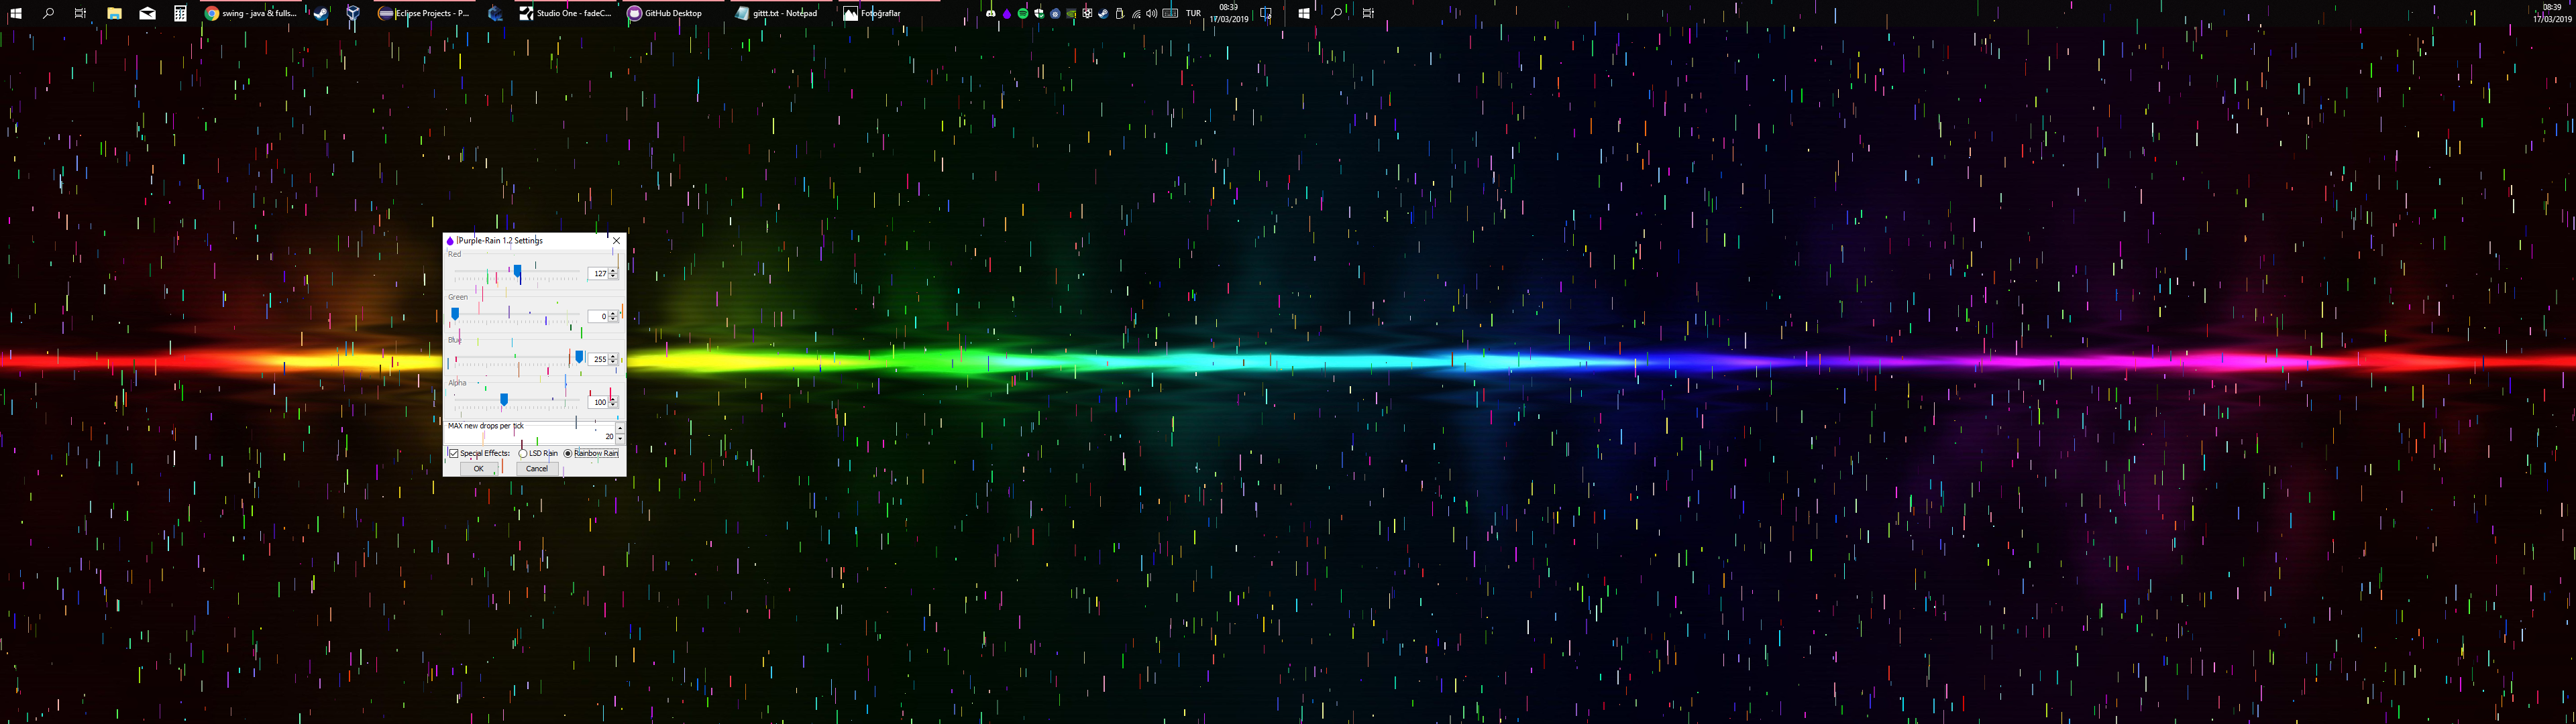 swing - java & fulls...
Eclipse Projects - P...
Studio One - fadeC...
GitHub Desktop
gittt.txt - Notepad
Fotoğraflar
TUR
08:39
17/03/2019
08:39
17/03/2019
Purple-Rain 1.2 Settings
Red
127
Green
0
Blue
255
Alpha
100
MAX new drops per tick
20
Special Effects: LSD Rain Rainbow Rain
OK Cancel